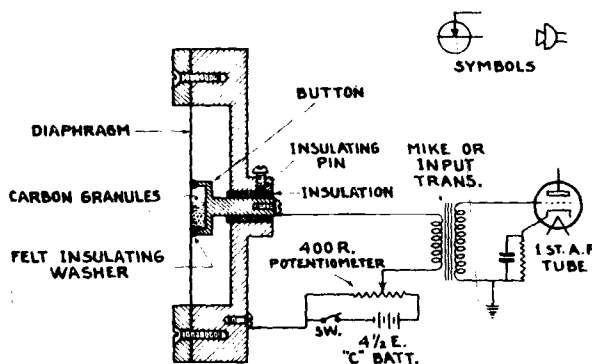 SYMBOLS
BUTTON
DIAPHRAGM
INSULATING
PIN
MIKE OR
INPUT
TRANS.
CARBON GRANULES
INSULATION
FELT INSULATING
WASHER
400 R.
POTENTIOMETER
1 ST. A.F.
TUBE
SW.
4½ E.
"C" BATT.